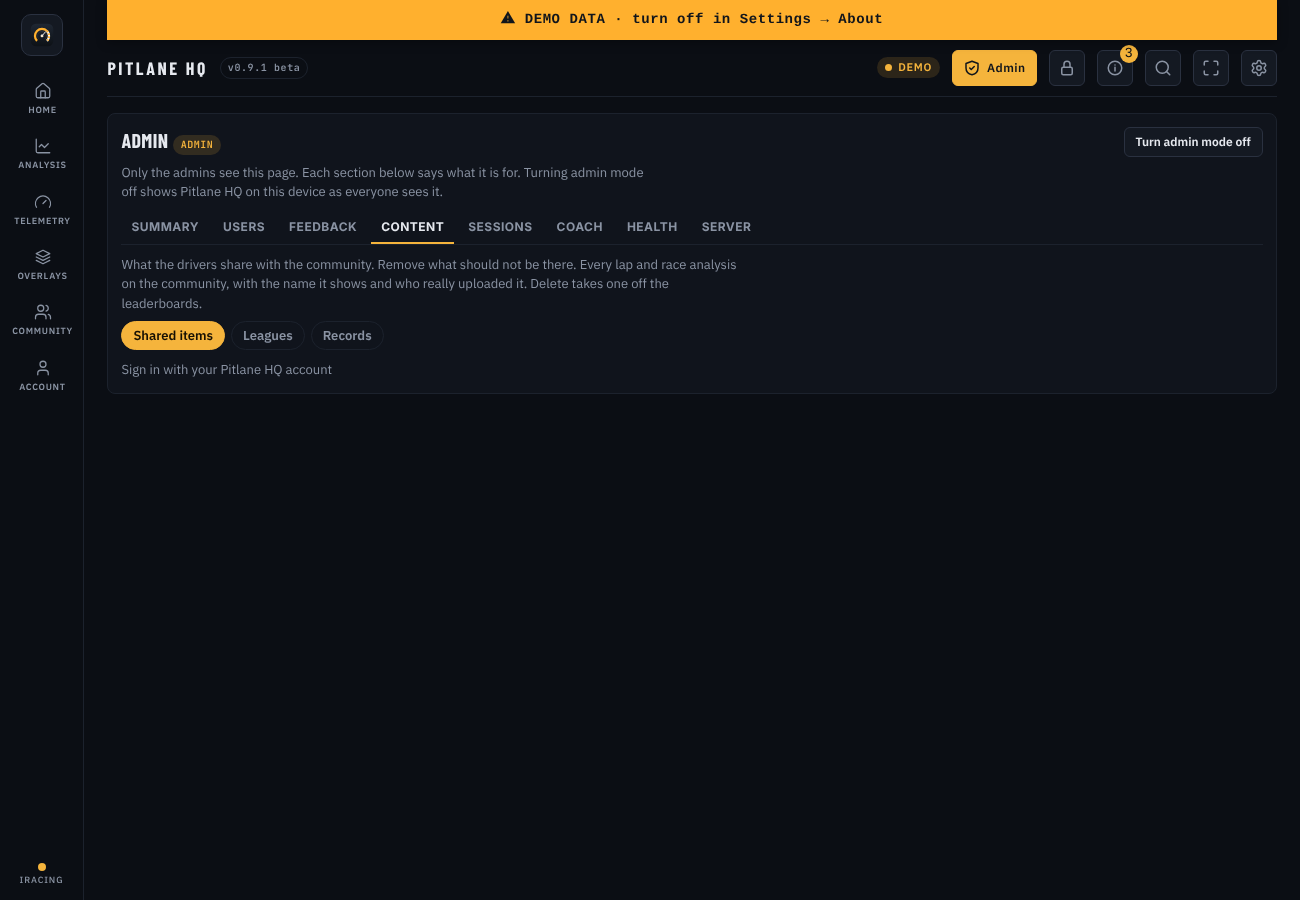 ⚠ DEMO DATA · turn off in Settings → About
PITLANE HQ v0.9.1 beta
DEMO
Admin
3
HOME
ANALYSIS
TELEMETRY
OVERLAYS
COMMUNITY
ACCOUNT
ADMIN ADMIN
Turn admin mode off
Only the admins see this page. Each section below says what it is for. Turning admin mode
off shows Pitlane HQ on this device as everyone sees it.
SUMMARY USERS FEEDBACK CONTENT SESSIONS COACH HEALTH SERVER
What the drivers share with the community. Remove what should not be there. Every lap and race analysis
on the community, with the name it shows and who really uploaded it. Delete takes one off the
leaderboards.
Shared items Leagues Records
Sign in with your Pitlane HQ account
IRACING